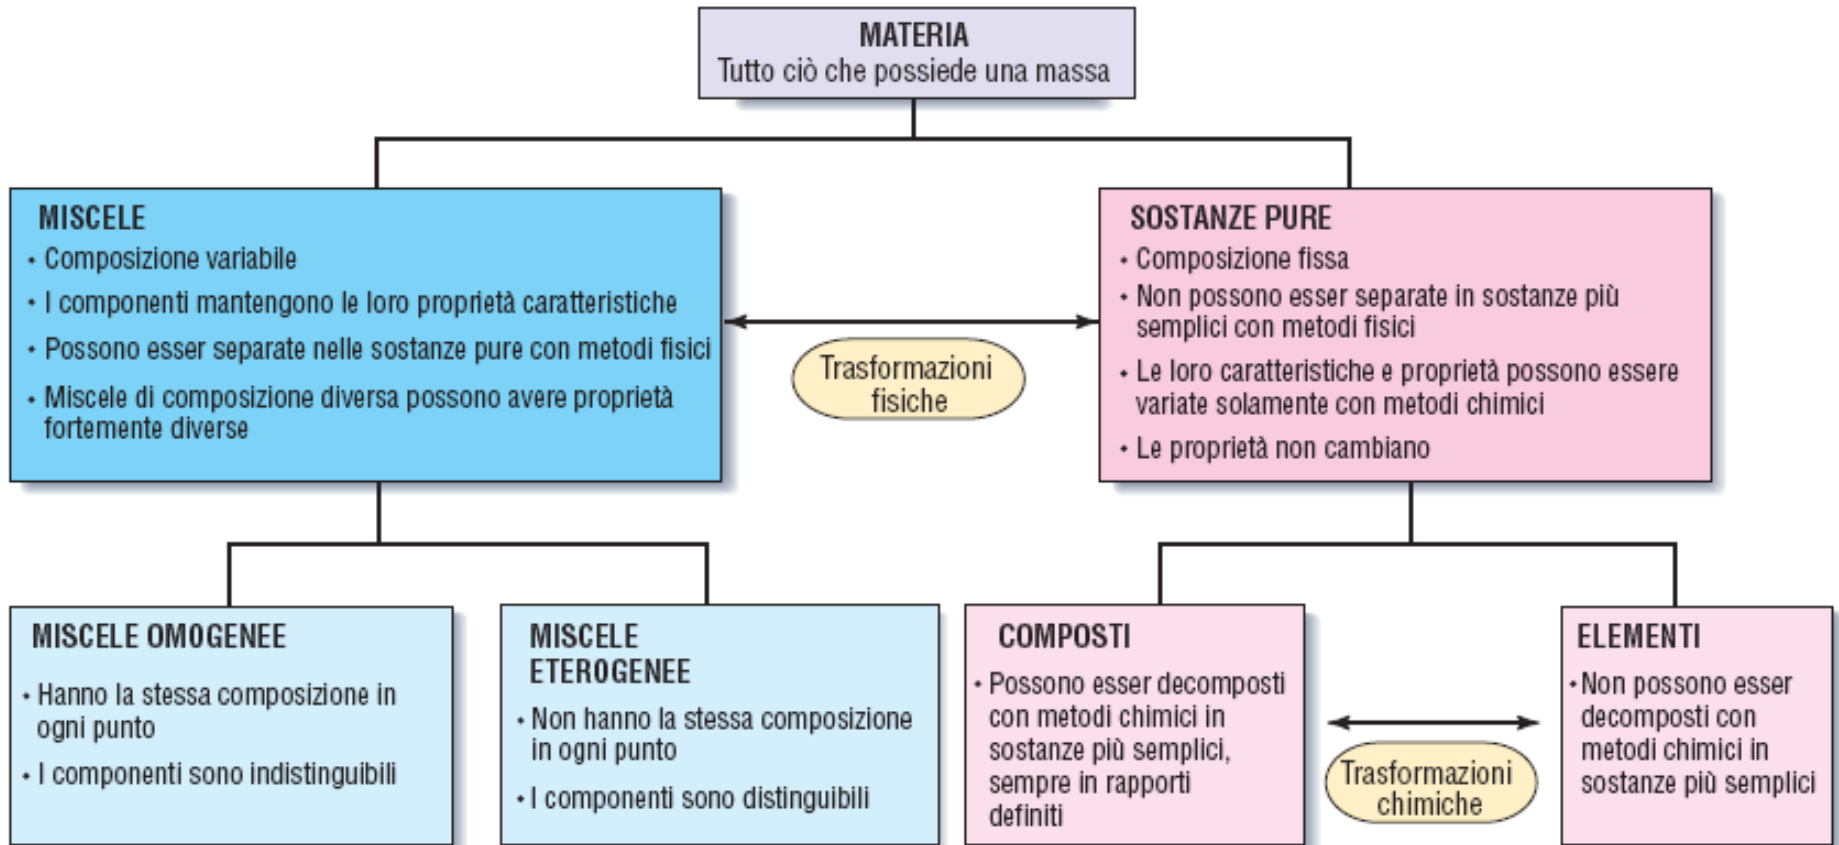 MATERIA
Tutto ciò che possiede una massa
MISCELE
• Composizione variabile
• I componenti mantengono le loro proprietà caratteristiche
• Possono esser separate nelle sostanze pure con metodi fisici
• Miscele di composizione diversa possono avere proprietà
fortemente diverse
Trasformazioni
fisiche
SOSTANZE PURE
• Composizione fissa
• Non possono esser separate in sostanze più
semplici con metodi fisici
• Le loro caratteristiche e proprietà possono essere
variate solamente con metodi chimici
• Le proprietà non cambiano
MISCELE OMOGENEE
• Hanno la stessa composizione in
ogni punto
• I componenti sono indistinguibili
MISCELE
ETEROGENEE
• Non hanno la stessa composizione
in ogni punto
• I componenti sono distinguibili
COMPOSTI
• Possono esser decomposti
con metodi chimici in
sostanze più semplici,
sempre in rapporti
definiti
Trasformazioni
chimiche
ELEMENTI
• Non possono esser
decomposti con
metodi chimici in
sostanze più semplici